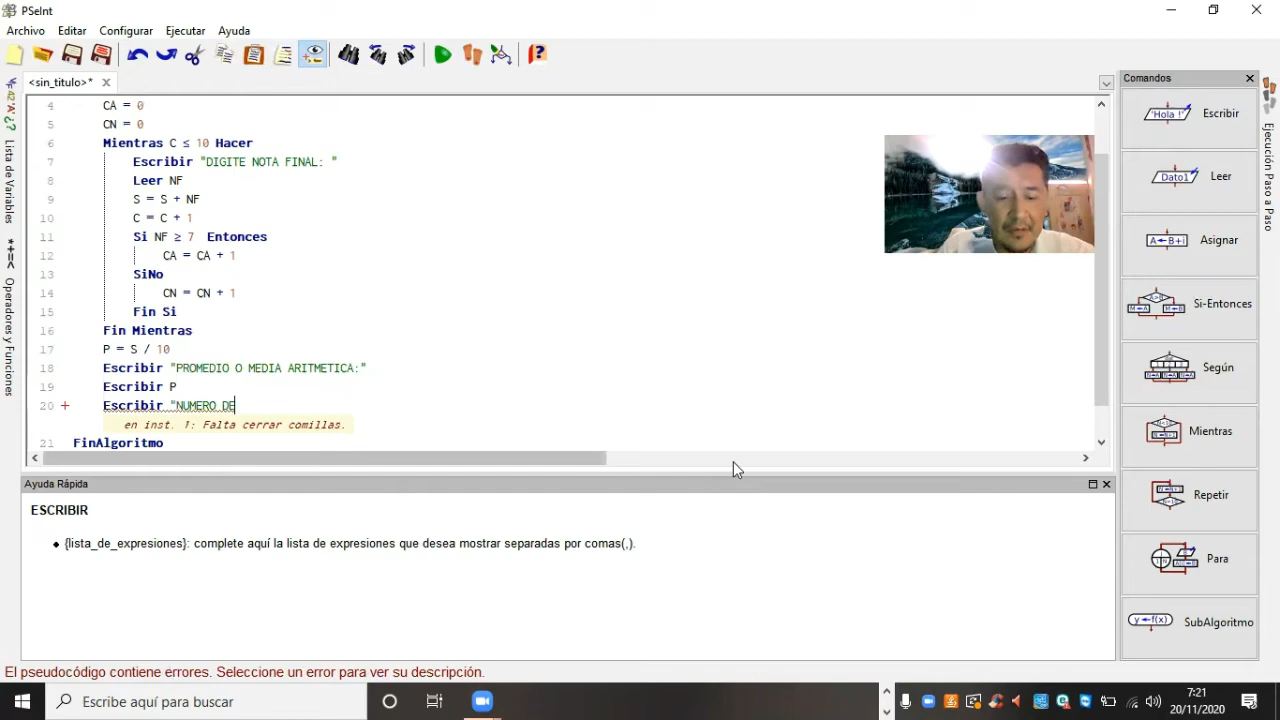 PSeInt
Archivo Editar Configurar Ejecutar Ayuda
<sin_titulo>*
Comandos
4 CA = 0
5 CN = 0
6 Mientras C ≤ 10 Hacer
7 Escribir "DIGITE NOTA FINAL: "
8 Leer NF
9 S = S + NF
10 C = C + 1
11 Si NF ≥ 7 Entonces
12 CA = CA + 1
13 SiNo
14 CN = CN + 1
15 Fin Si
16 Fin Mientras
17 P = S / 10
18 Escribir "PROMEDIO O MEDIA ARITMETICA:"
19 Escribir P
20 + Escribir "NUMERO DE
en inst. 1: Falta cerrar comillas.
21 FinAlgoritmo
Lista de Variables
Operadores y Funciones
*+=<
'Hola !' Escribir
Dato1 Leer
A←B+i Asignar
Si-Entonces
Según
Mientras
Repetir
Para
y←f(x) SubAlgoritmo
Ejecución Paso a Paso
Ayuda Rápida
ESCRIBIR
• {lista_de_expresiones}: complete aquí la lista de expresiones que desea mostrar separadas por comas(,).
El pseudocódigo contiene errores. Seleccione un error para ver su descripción.
Escribe aquí para buscar
7:21
20/11/2020